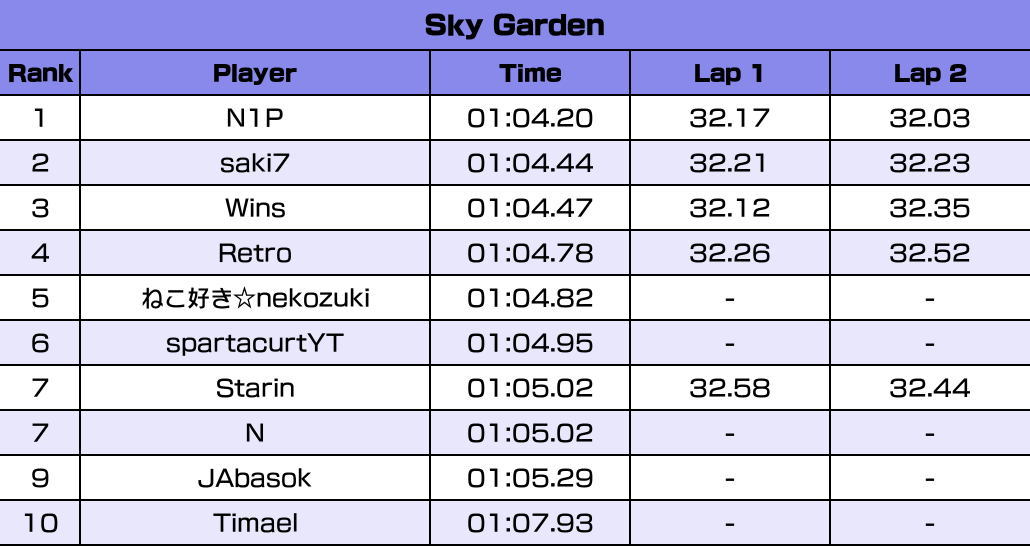 Sky Garden
Rank Player Time Lap 1 Lap 2
1 N1P 01:04.20 32.17 32.03
2 saki7 01:04.44 32.21 32.23
3 Wins 01:04.47 32.12 32.35
4 Retro 01:04.78 32.26 32.52
5 ねこ好き☆nekozuki 01:04.82 - -
6 spartacurtYT 01:04.95 - -
7 Starin 01:05.02 32.58 32.44
7 N 01:05.02 - -
9 JAbasok 01:05.29 - -
10 Timael 01:07.93 - -